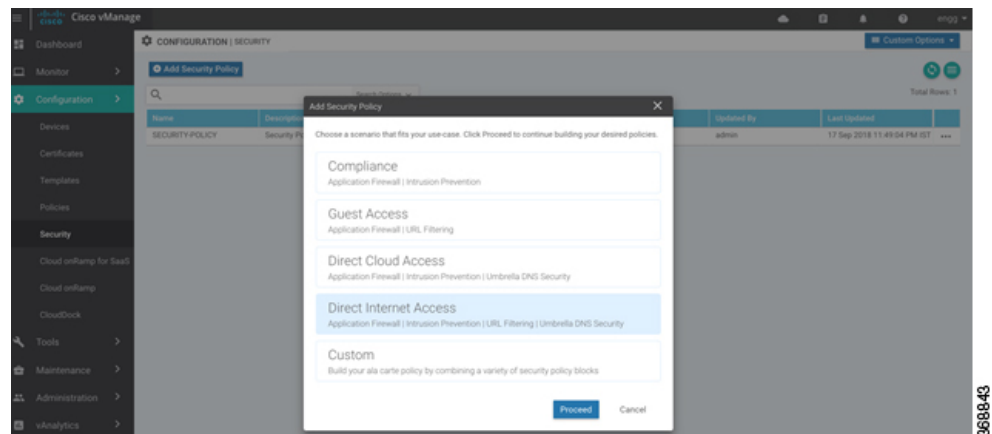 Cisco vManage
engg
Dashboard
CONFIGURATION | SECURITY
Custom Options
Monitor
Add Security Policy
Configuration
Search Options
Total Rows: 1
Add Security Policy
Name
Description
Updated By
Last Updated
Devices
SECURITY-POLICY
Security
admin
17 Sep 2018 11:49:04 PM IST
Choose a scenario that fits your use-case. Click Proceed to continue building your desired policies.
Certificates
Compliance
Application Firewall | Intrusion Prevention
Templates
Policies
Guest Access
Application Firewall | URL Filtering
Security
Cloud onRamp for SaaS
Direct Cloud Access
Application Firewall | Intrusion Prevention | Umbrella DNS Security
Cloud onRamp
Direct Internet Access
Application Firewall | Intrusion Prevention | URL Filtering | Umbrella DNS Security
CloudDock
Tools
Custom
Build your ala carte policy by combining a variety of security policy blocks
Maintenance
Administration
Proceed
Cancel
vAnalytics
368843